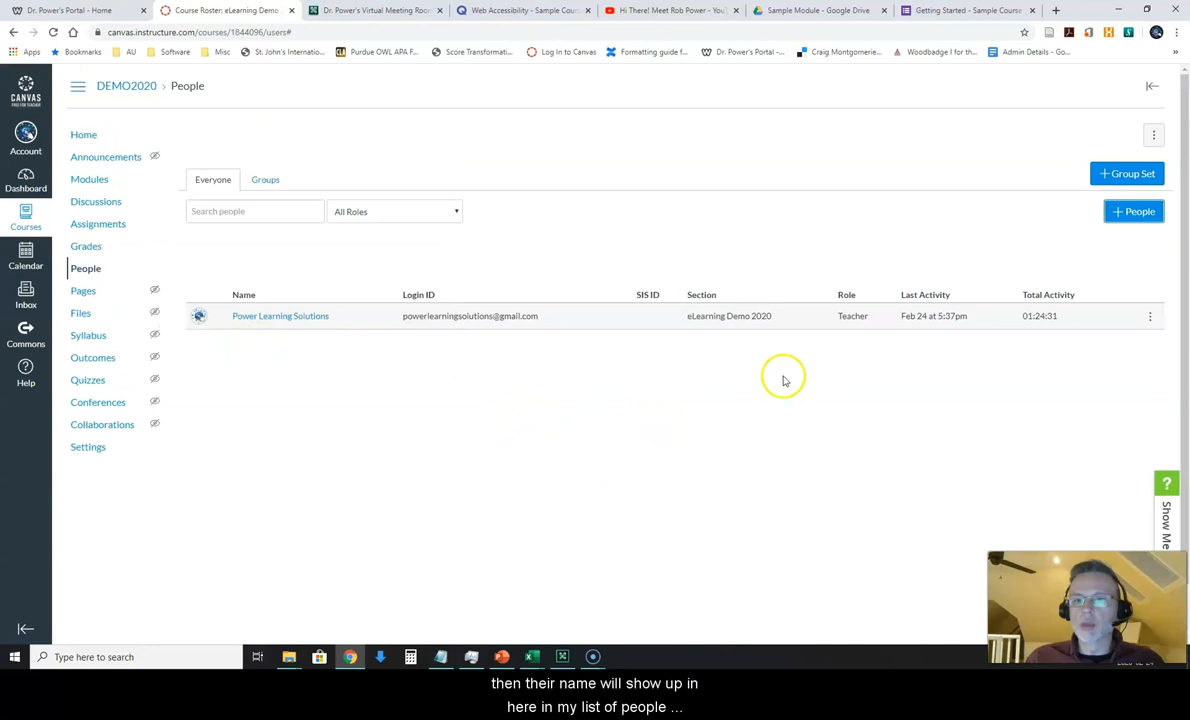 Dr. Power's Portal - Home
Course Roster: eLearning Demo
Dr. Power's Virtual Meeting Room
Web Accessibility - Sample Cou
Hi There! Meet Rob Power - You
Sample Module - Google Drive
Getting Started - Sample Course
canvas.instructure.com/courses/1844096/users#
Apps
Bookmarks
AU
Software
Misc
St. John's Internatio...
Purdue OWL APA F...
Score Transformati...
Log In to Canvas
Formatting guide f...
Dr. Power's Portal -...
Craig Montgomerie...
Woodbadge I for th...
Admin Details - Go...
»
CANVAS
FREE FOR TEACHER
Account
Dashboard
Courses
Calendar
Inbox
Commons
Help
DEMO2020 › People
Home
Announcements
Modules
Discussions
Assignments
Grades
People
Pages
Files
Syllabus
Outcomes
Quizzes
Conferences
Collaborations
Settings
Everyone
Groups
+ Group Set
Search people
All Roles
+ People
Name
Login ID
SIS ID
Section
Role
Last Activity
Total Activity
Power Learning Solutions
powerlearningsolutions@gmail.com
eLearning Demo 2020
Teacher
Feb 24 at 5:37pm
01:24:31
?
Show Me
Type here to search
then their name will show up in
here in my list of people ...